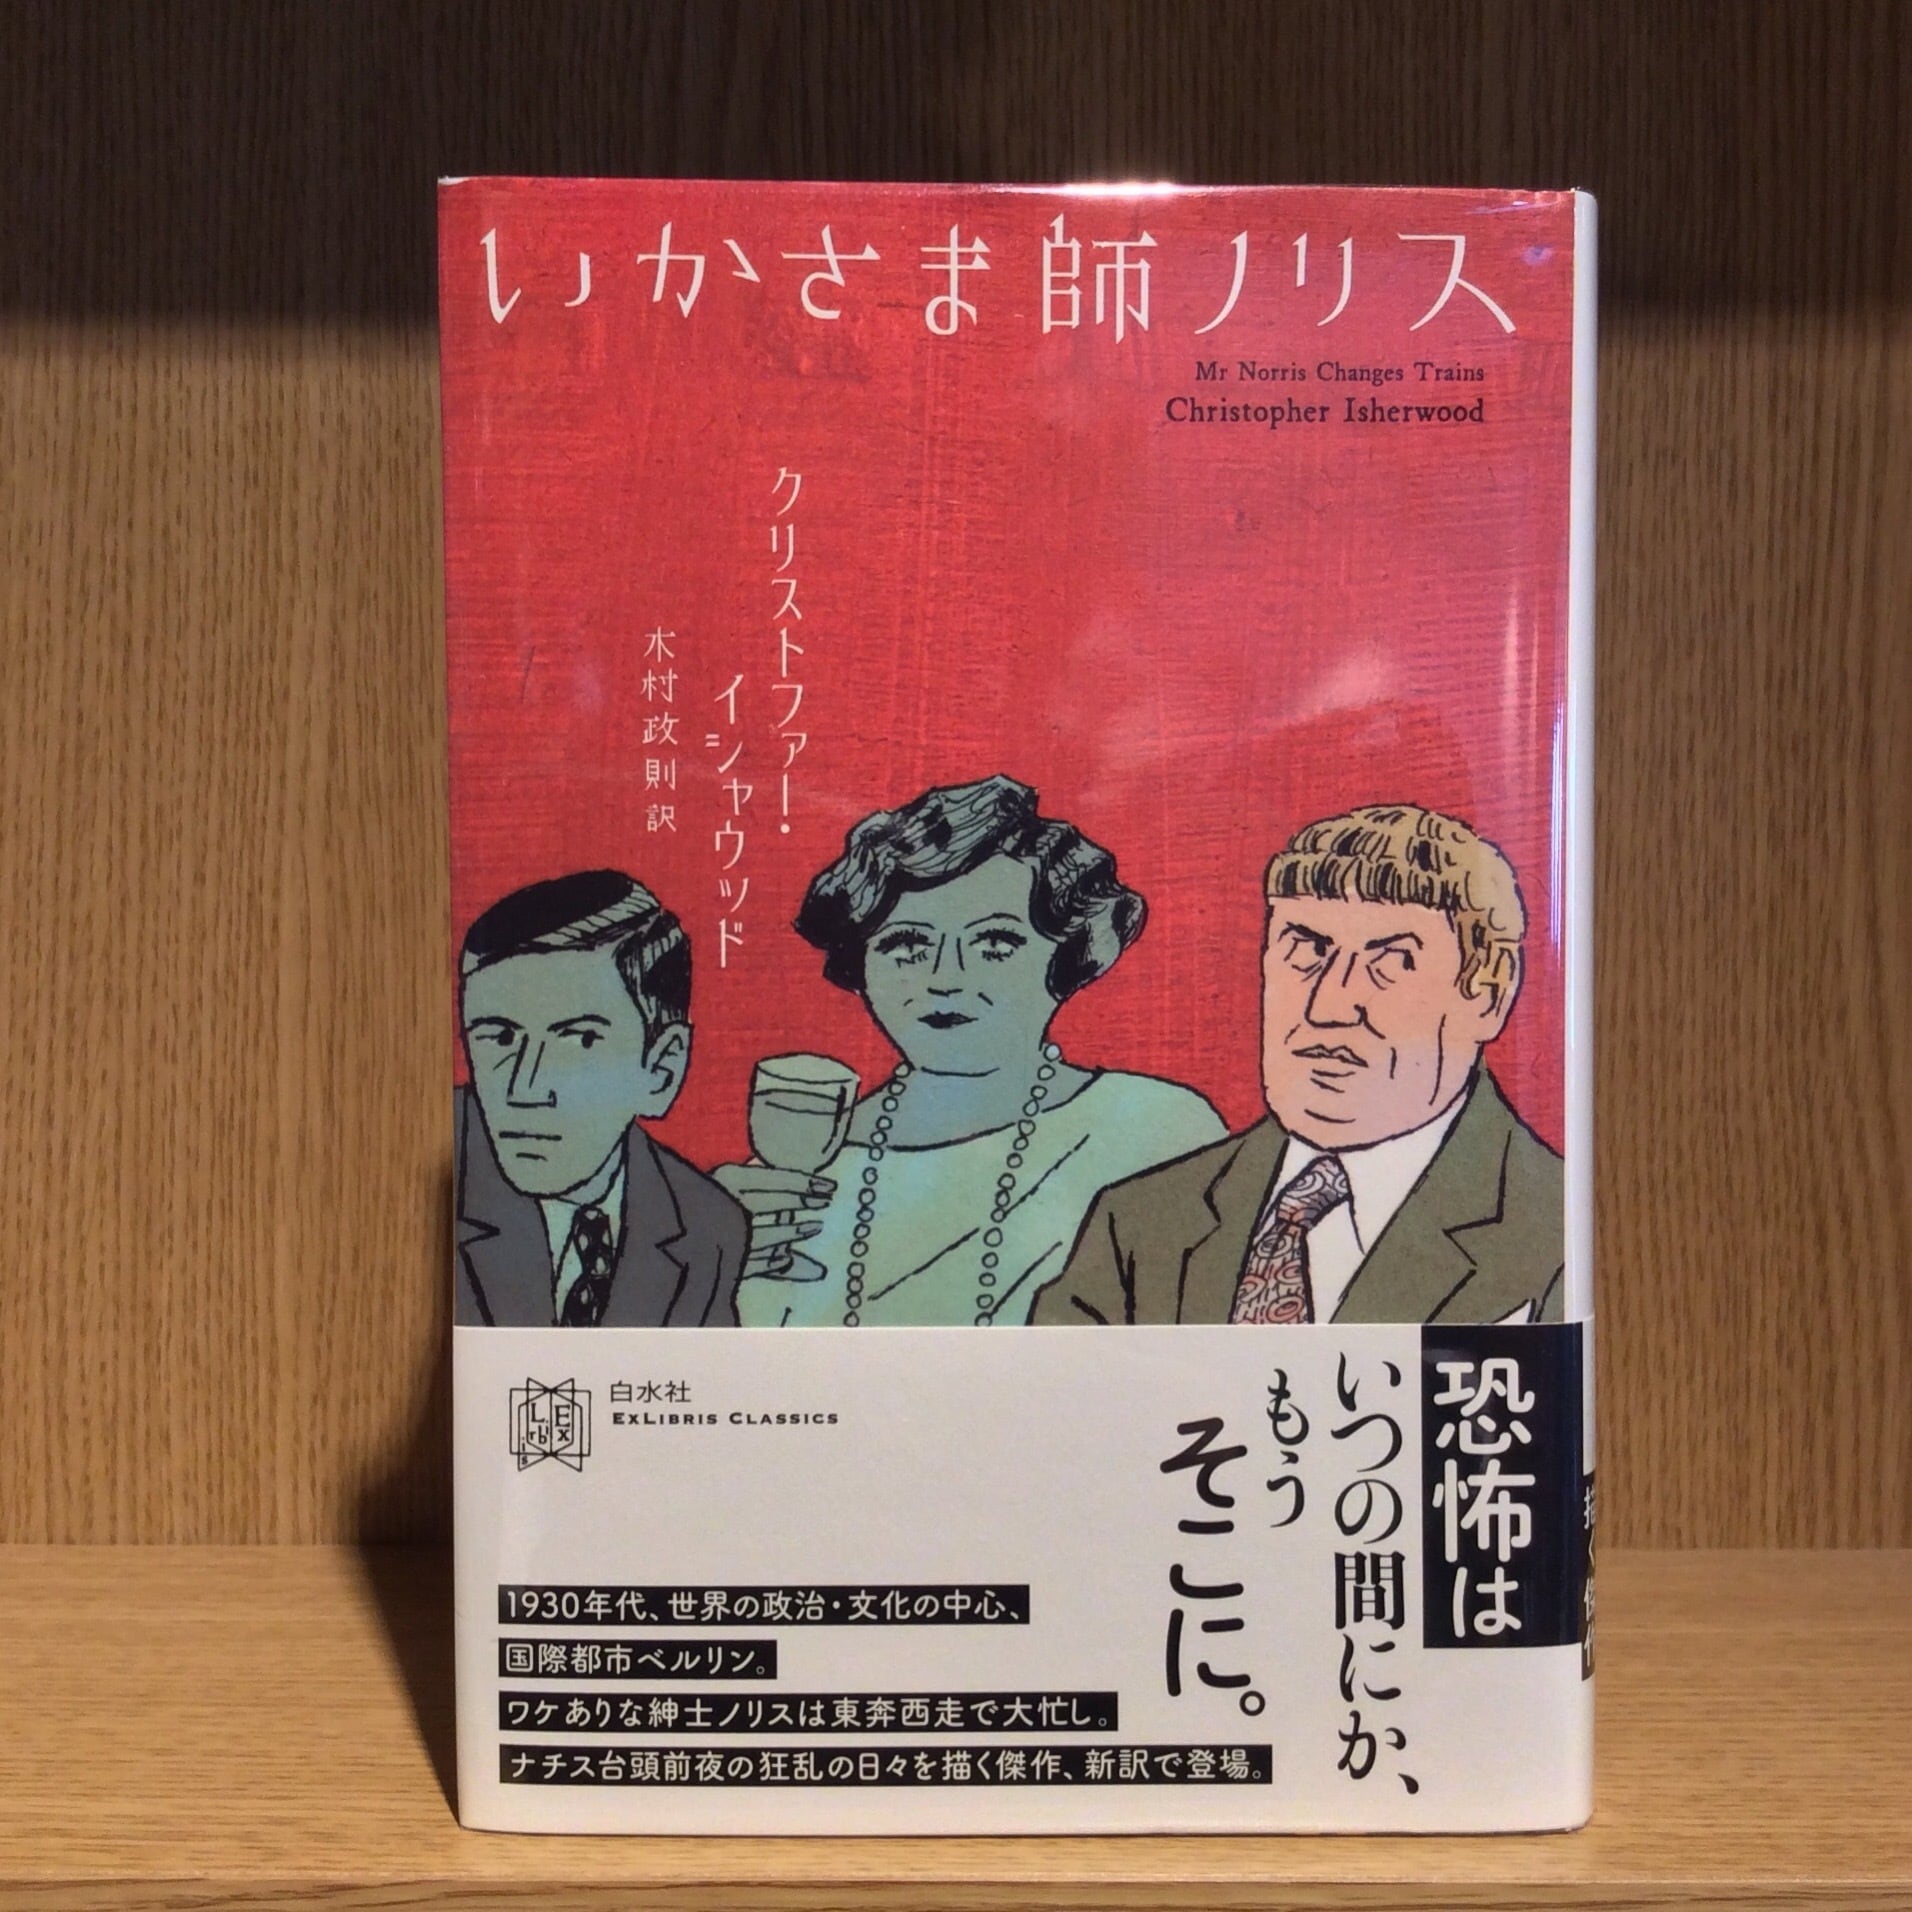 いかさま師ノリス
Mr Norris Changes Trains
Christopher Isherwood
クリストファー・
イシャウッド
木村政則訳
恐怖は
いつの間にか、
もう
そこに。
白水社
EXLIBRIS CLASSICS
1930年代、世界の政治・文化の中心、
国際都市ベルリン。
ワケありな紳士ノリスは東奔西走で大忙し。
ナチス台頭前夜の狂乱の日々を描く傑作、新訳で登場。